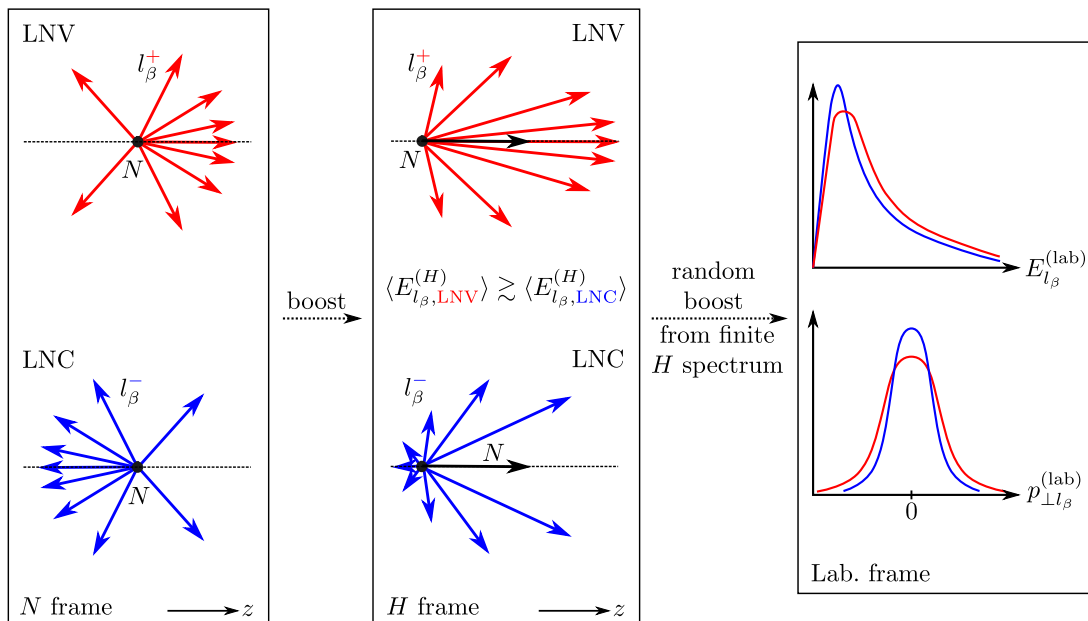 LNV
l_β^+
N
LNC
l_β^-
N
N frame
z
boost
LNV
l_β^+
N
⟨E_{l_β,LNV}^{(H)}⟩ ≳ ⟨E_{l_β,LNC}^{(H)}⟩
LNC
l_β^-
N
H frame
z
random
boost
from finite
H spectrum
E_{l_β}^{(lab)}
p_{⊥l_β}^{(lab)}
0
Lab. frame